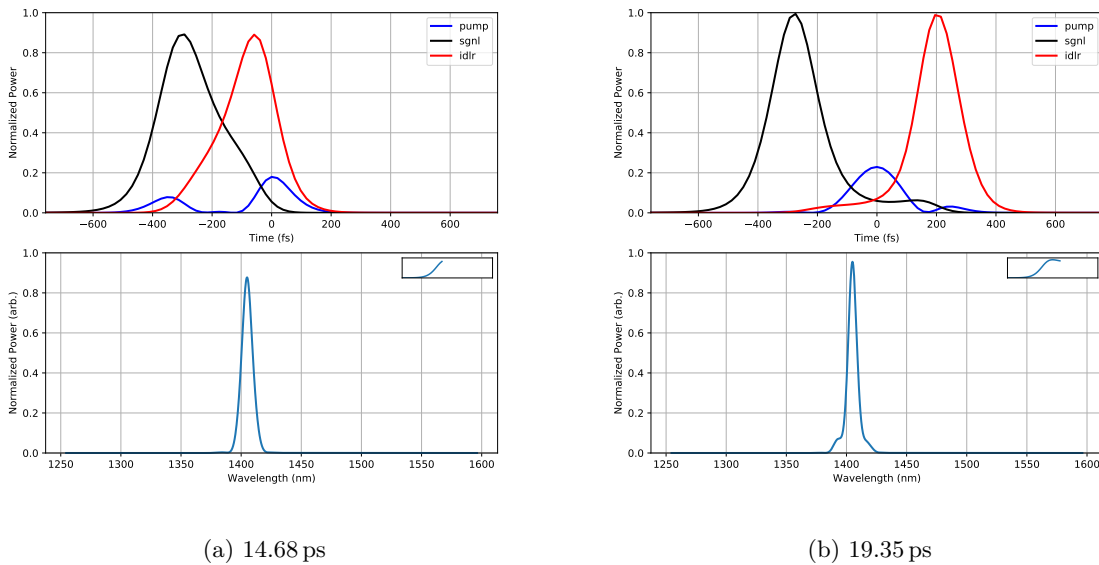 1.0
0.8
0.6
0.4
0.2
0.0
Normalized Power
−600 −400 −200 0 200 400 600
Time (fs)
pump
sgnl
idlr
1.0
0.8
0.6
0.4
0.2
0.0
Normalized Power
−600 −400 −200 0 200 400 600
Time (fs)
pump
sgnl
idlr
1.0
0.8
0.6
0.4
0.2
0.0
Normalized Power (arb.)
1250 1300 1350 1400 1450 1500 1550 1600
Wavelength (nm)
1.0
0.8
0.6
0.4
0.2
0.0
Normalized Power (arb.)
1250 1300 1350 1400 1450 1500 1550 1600
Wavelength (nm)
(a) 14.68 ps
(b) 19.35 ps